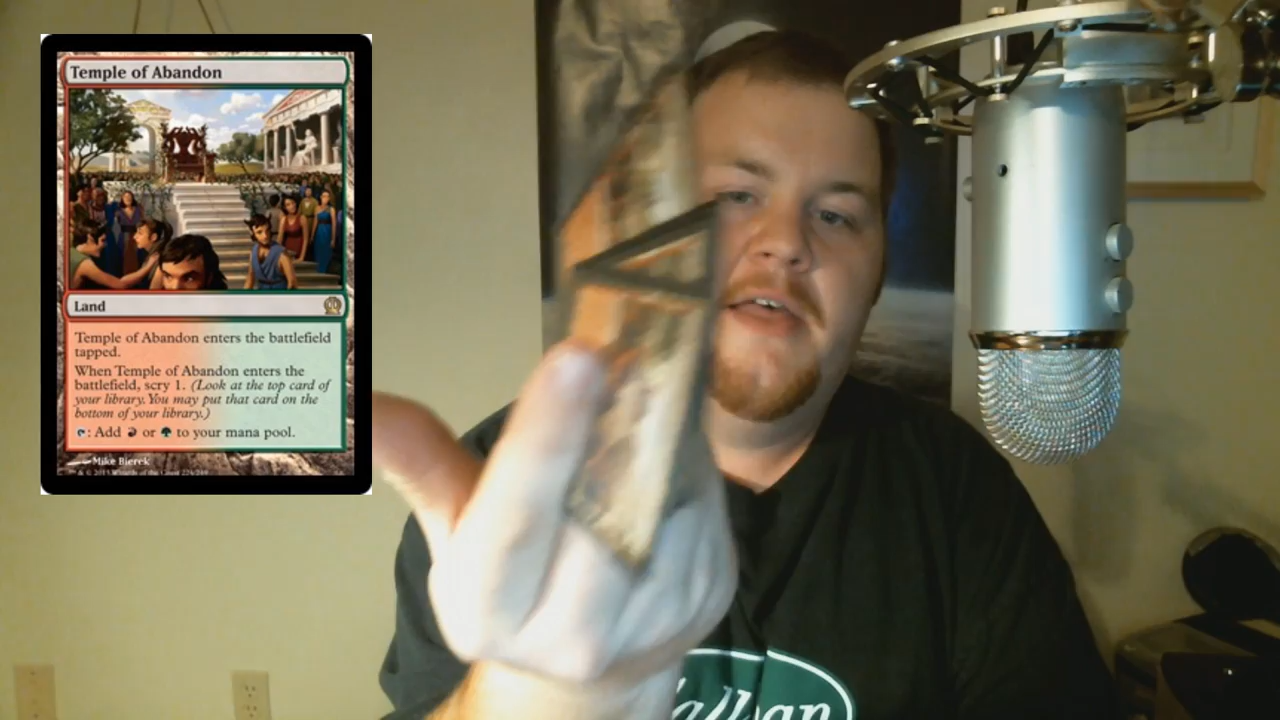 Temple of Abandon
Land
Temple of Abandon enters the battlefield
tapped.
When Temple of Abandon enters the
battlefield, scry 1. (Look at the top card of
your library. You may put that card on the
bottom of your library.)
: Add or to your mana pool.
Mike Bierek